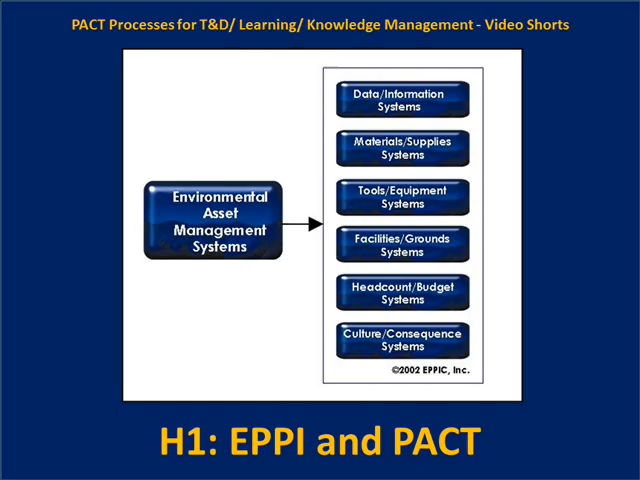 PACT Processes for T&D/ Learning/ Knowledge Management - Video Shorts
Environmental
Asset
Management
Systems
Data/Information
Systems
Materials/Supplies
Systems
Tools/Equipment
Systems
Facilities/Grounds
Systems
Headcount/Budget
Systems
Culture/Consequence
Systems
©2002 EPPIC, Inc.
H1: EPPI and PACT